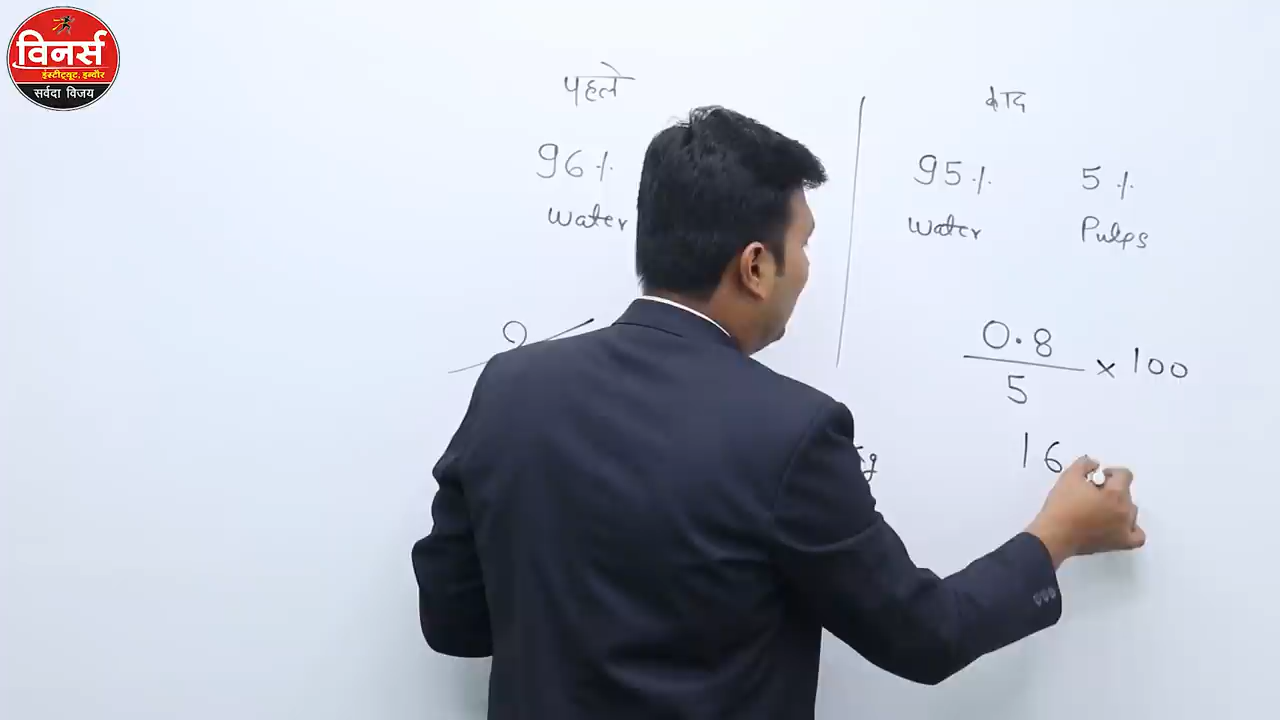 विनर्स
इंस्टीट्यूट, इन्दौर
सर्वदा विजय
पहले
96 %
water
बाद
95 %
5 %
water
Pulps
0.8
5
× 100
16